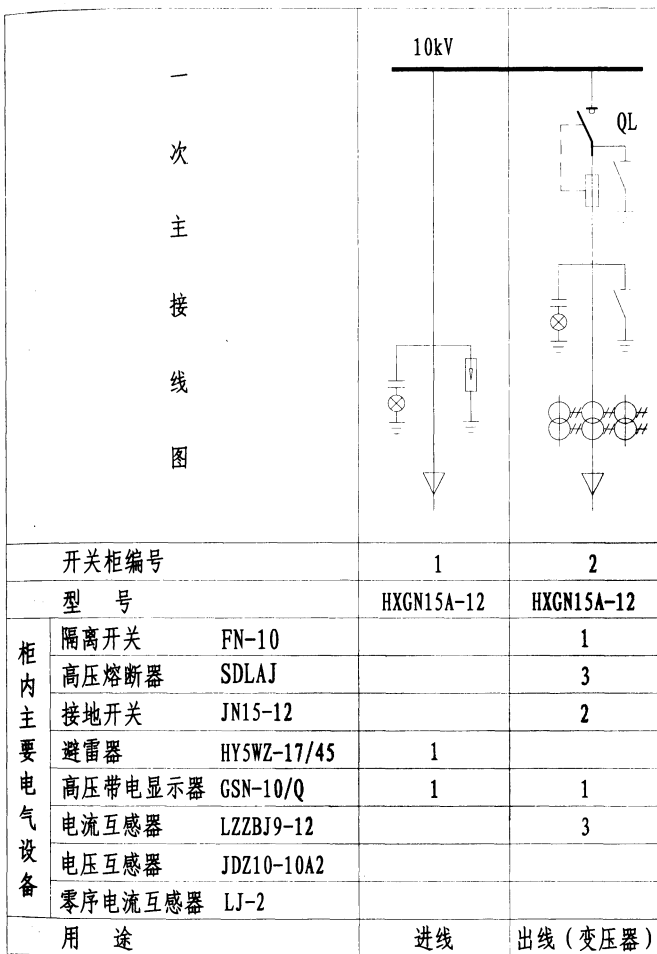 10kV
QL
一次主接线图
开关柜编号 1 2
型 号 HXGN15A-12 HXGN15A-12
柜内主要电气设备
隔离开关 FN-10 1
高压熔断器 SDLAJ 3
接地开关 JN15-12 2
避雷器 HY5WZ-17/45 1
高压带电显示器 GSN-10/Q 1 1
电流互感器 LZZBJ9-12 3
电压互感器 JDZ10-10A2
零序电流互感器 LJ-2
用 途 进线 出线(变压器)